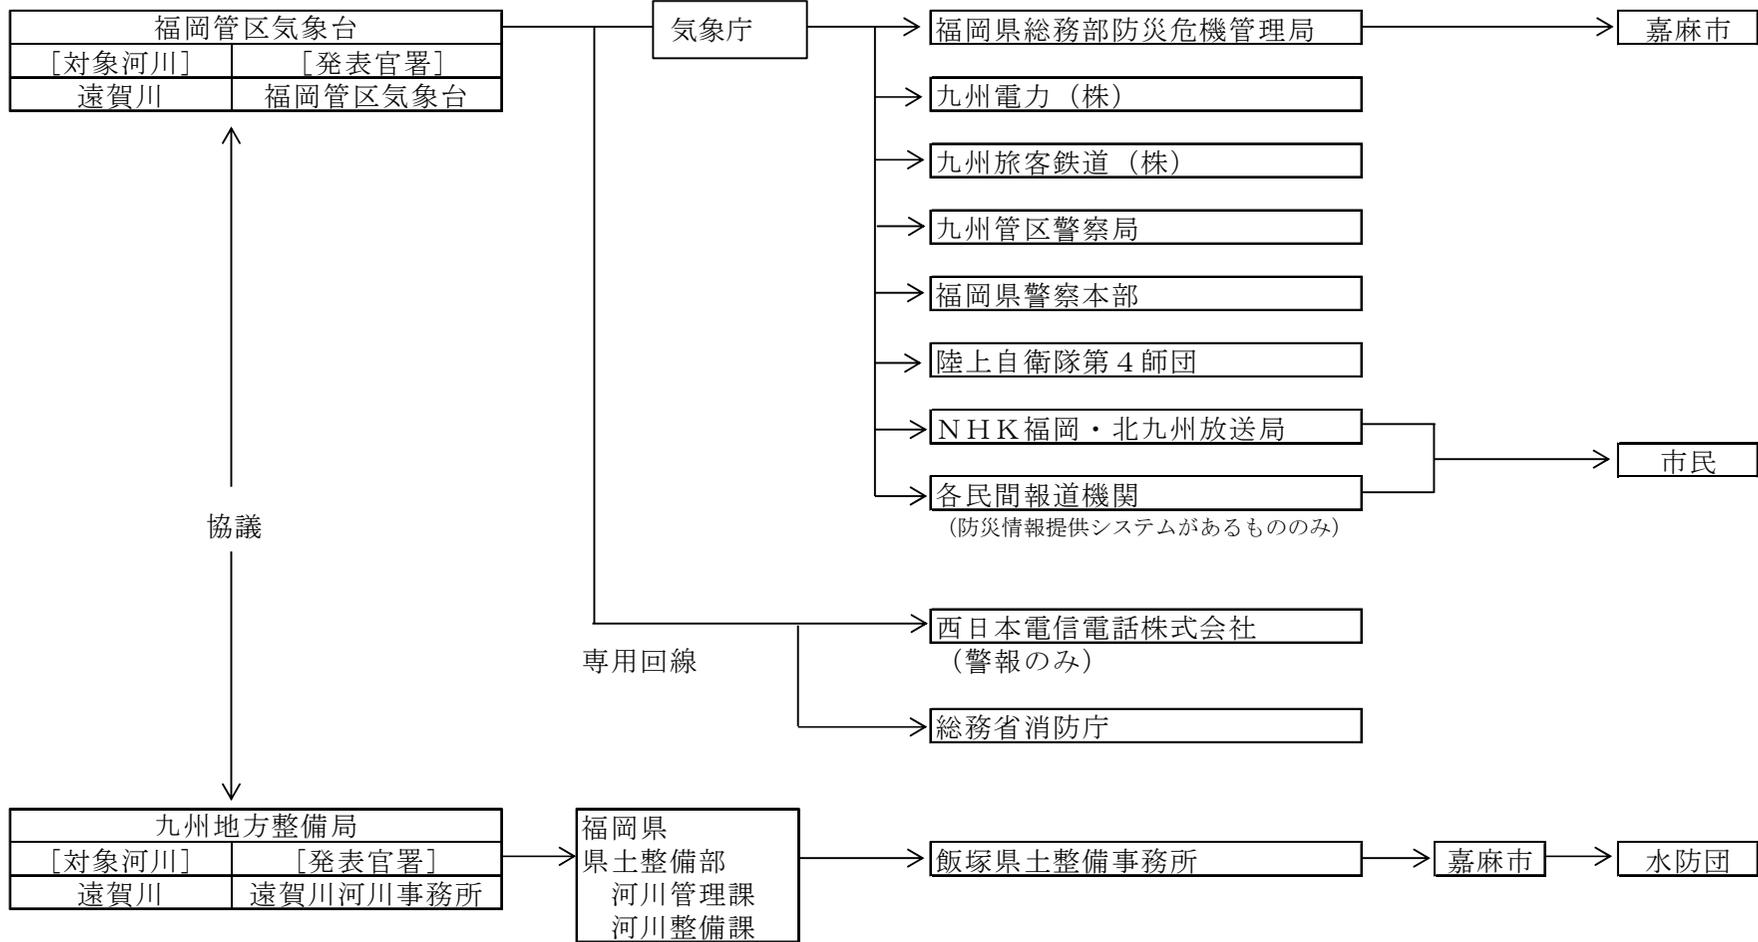 福岡管区気象台
［対象河川］ ［発表官署］
遠賀川 福岡管区気象台
気象庁
福岡県総務部防災危機管理局
嘉麻市
九州電力（株）
九州旅客鉄道（株）
九州管区警察局
福岡県警察本部
陸上自衛隊第４師団
ＮＨＫ福岡・北九州放送局
各民間報道機関
（防災情報提供システムがあるもののみ）
市民
協議
西日本電信電話株式会社
（警報のみ）
専用回線
総務省消防庁
九州地方整備局
［対象河川］ ［発表官署］
遠賀川 遠賀川河川事務所
福岡県
県土整備部
河川管理課
河川整備課
飯塚県土整備事務所
嘉麻市
水防団